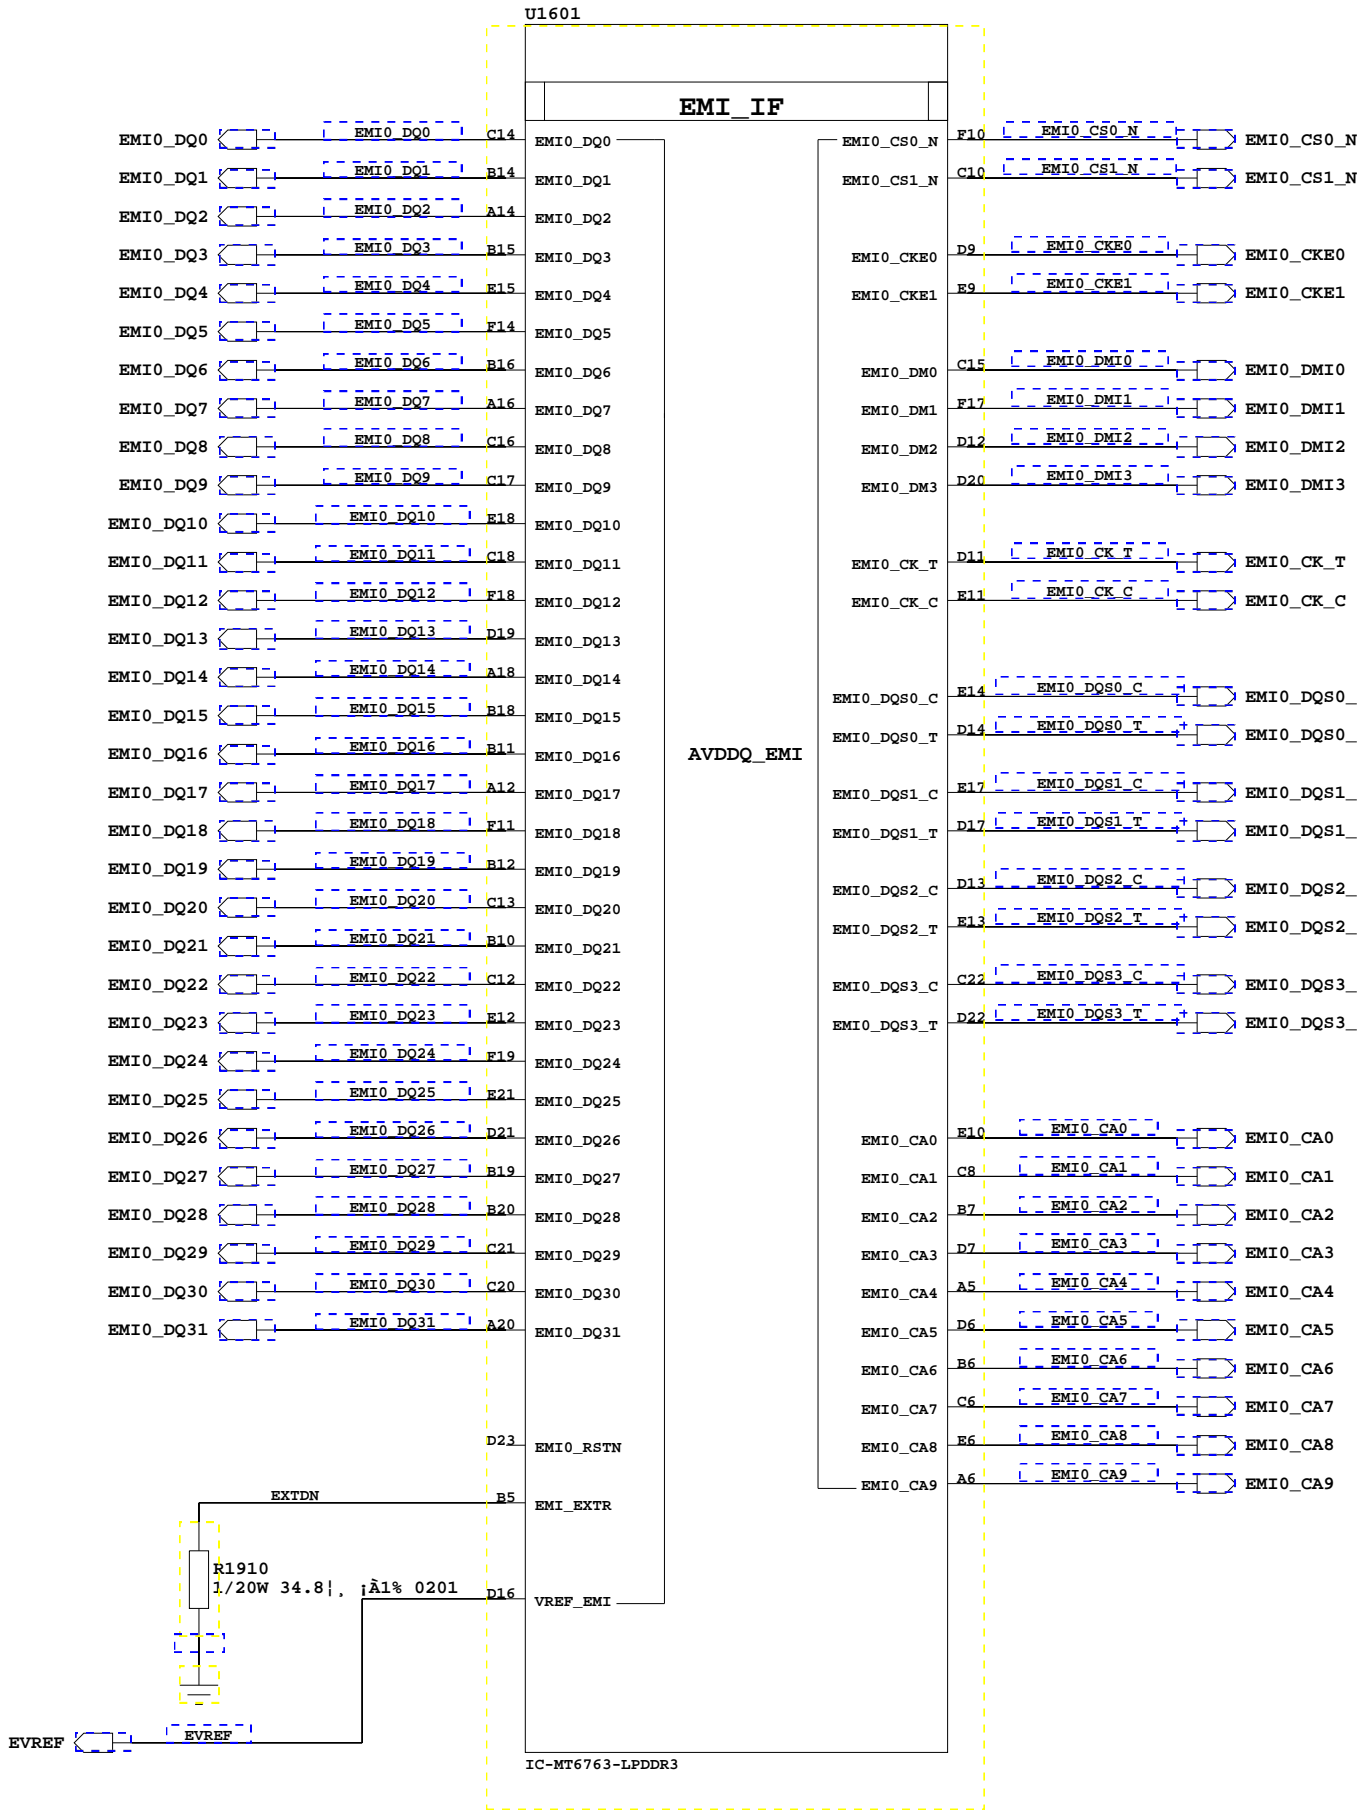 U1601
EMI_IF
EMI0_DQ0 EMI0_DQ0 C14 EMI0_DQ0 EMI0_CS0_N F10 EMI0_CS0_N EMI0_CS0_N
EMI0_DQ1 EMI0_DQ1 B14 EMI0_DQ1 EMI0_CS1_N C10 EMI0_CS1_N EMI0_CS1_N
EMI0_DQ2 EMI0_DQ2 A14 EMI0_DQ2
EMI0_DQ3 EMI0_DQ3 B15 EMI0_DQ3 EMI0_CKE0 D9 EMI0_CKE0 EMI0_CKE0
EMI0_DQ4 EMI0_DQ4 E15 EMI0_DQ4 EMI0_CKE1 E9 EMI0_CKE1 EMI0_CKE1
EMI0_DQ5 EMI0_DQ5 F14 EMI0_DQ5
EMI0_DQ6 EMI0_DQ6 B16 EMI0_DQ6 EMI0_DM0 C15 EMI0_DMI0 EMI0_DMI0
EMI0_DQ7 EMI0_DQ7 A16 EMI0_DQ7 EMI0_DM1 F17 EMI0_DMI1 EMI0_DMI1
EMI0_DQ8 EMI0_DQ8 C16 EMI0_DQ8 EMI0_DM2 D12 EMI0_DMI2 EMI0_DMI2
EMI0_DQ9 EMI0_DQ9 C17 EMI0_DQ9 EMI0_DM3 D20 EMI0_DMI3 EMI0_DMI3
EMI0_DQ10 EMI0_DQ10 E18 EMI0_DQ10
EMI0_DQ11 EMI0_DQ11 C18 EMI0_DQ11 EMI0_CK_T D11 EMI0_CK_T EMI0_CK_T
EMI0_DQ12 EMI0_DQ12 F18 EMI0_DQ12 EMI0_CK_C E11 EMI0_CK_C EMI0_CK_C
EMI0_DQ13 EMI0_DQ13 D19 EMI0_DQ13
EMI0_DQ14 EMI0_DQ14 A18 EMI0_DQ14
EMI0_DQ15 EMI0_DQ15 B18 EMI0_DQ15 EMI0_DQS0_C E14 EMI0_DQS0_C EMI0_DQS0_
EMI0_DQ16 EMI0_DQ16 B11 EMI0_DQ16 AVDDQ_EMI EMI0_DQS0_T D14 EMI0_DQS0_T EMI0_DQS0_
EMI0_DQ17 EMI0_DQ17 A12 EMI0_DQ17 EMI0_DQS1_C E17 EMI0_DQS1_C EMI0_DQS1_
EMI0_DQ18 EMI0_DQ18 F11 EMI0_DQ18 EMI0_DQS1_T D17 EMI0_DQS1_T EMI0_DQS1_
EMI0_DQ19 EMI0_DQ19 B12 EMI0_DQ19 EMI0_DQS2_C D13 EMI0_DQS2_C EMI0_DQS2_
EMI0_DQ20 EMI0_DQ20 C13 EMI0_DQ20 EMI0_DQS2_T E13 EMI0_DQS2_T EMI0_DQS2_
EMI0_DQ21 EMI0_DQ21 B10 EMI0_DQ21
EMI0_DQ22 EMI0_DQ22 C12 EMI0_DQ22 EMI0_DQS3_C C22 EMI0_DQS3_C EMI0_DQS3_
EMI0_DQ23 EMI0_DQ23 E12 EMI0_DQ23 EMI0_DQS3_T D22 EMI0_DQS3_T EMI0_DQS3_
EMI0_DQ24 EMI0_DQ24 F19 EMI0_DQ24
EMI0_DQ25 EMI0_DQ25 E21 EMI0_DQ25
EMI0_DQ26 EMI0_DQ26 D21 EMI0_DQ26 EMI0_CA0 E10 EMI0_CA0 EMI0_CA0
EMI0_DQ27 EMI0_DQ27 B19 EMI0_DQ27 EMI0_CA1 C8 EMI0_CA1 EMI0_CA1
EMI0_DQ28 EMI0_DQ28 B20 EMI0_DQ28 EMI0_CA2 B7 EMI0_CA2 EMI0_CA2
EMI0_DQ29 EMI0_DQ29 C21 EMI0_DQ29 EMI0_CA3 D7 EMI0_CA3 EMI0_CA3
EMI0_DQ30 EMI0_DQ30 C20 EMI0_DQ30 EMI0_CA4 A5 EMI0_CA4 EMI0_CA4
EMI0_DQ31 EMI0_DQ31 A20 EMI0_DQ31 EMI0_CA5 D6 EMI0_CA5 EMI0_CA5
EMI0_CA6 B6 EMI0_CA6 EMI0_CA6
EMI0_CA7 C6 EMI0_CA7 EMI0_CA7
D23 EMI0_RSTN EMI0_CA8 E6 EMI0_CA8 EMI0_CA8
EMI0_CA9 A6 EMI0_CA9 EMI0_CA9
EXTDN B5 EMI_EXTR
R1910
1/20W 34.8¦¸ ¡À1% 0201
D16 VREF_EMI
EVREF EVREF
IC-MT6763-LPDDR3